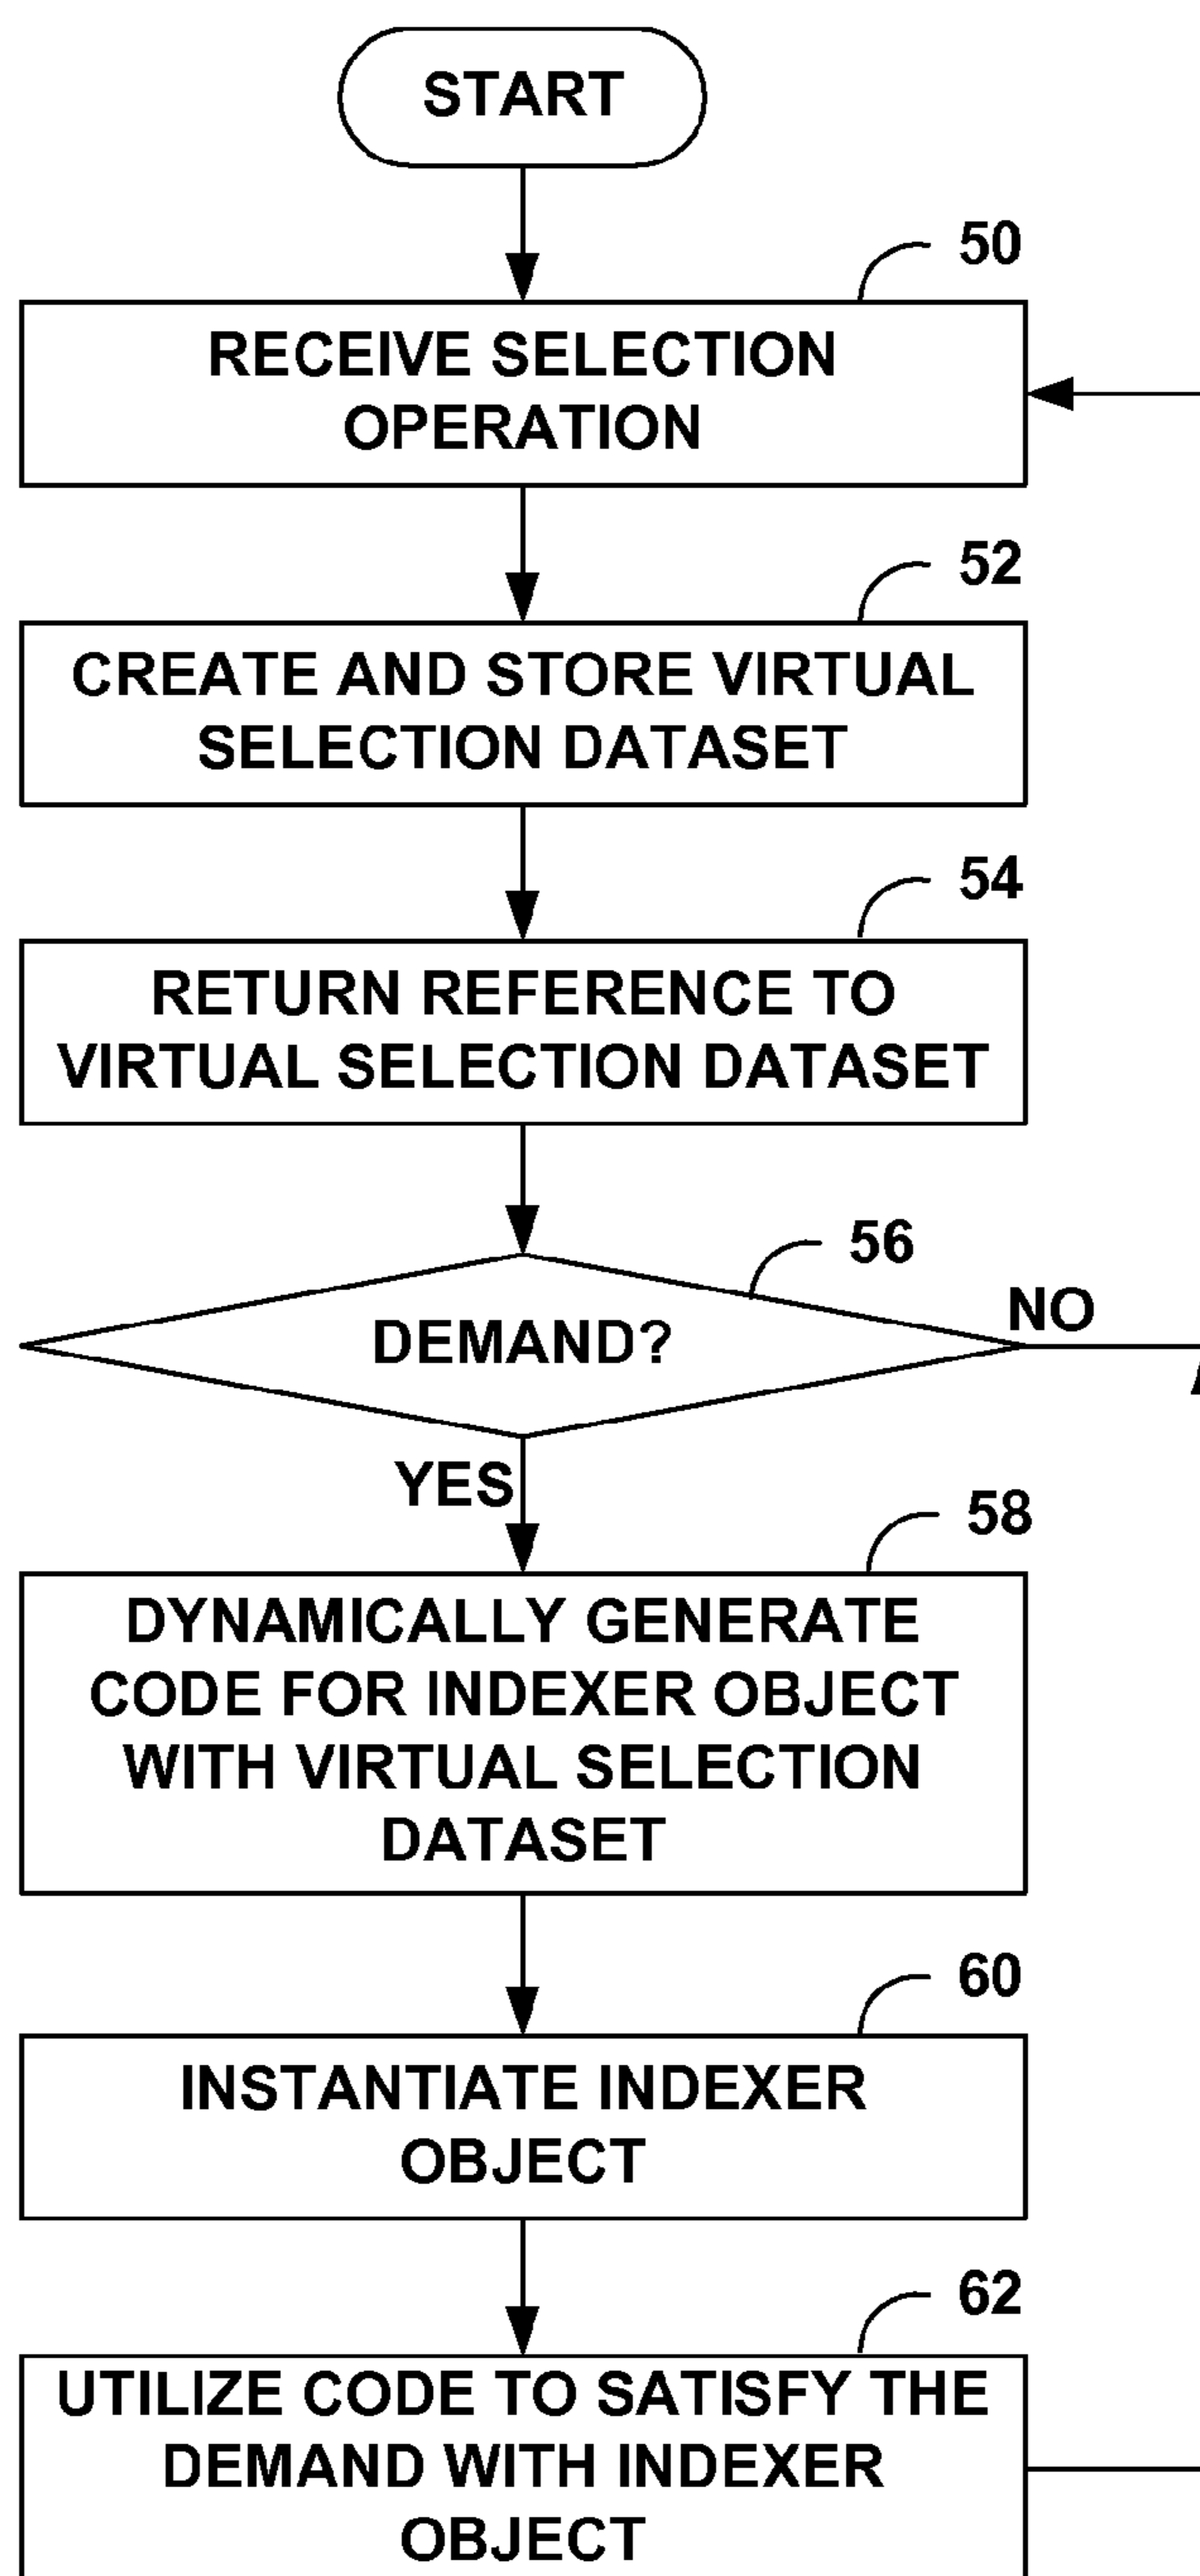 START
50
RECEIVE SELECTION
OPERATION
52
CREATE AND STORE VIRTUAL
SELECTION DATASET
54
RETURN REFERENCE TO
VIRTUAL SELECTION DATASET
56
DEMAND?
NO
YES
58
DYNAMICALLY GENERATE
CODE FOR INDEXER OBJECT
WITH VIRTUAL SELECTION
DATASET
60
INSTANTIATE INDEXER
OBJECT
62
UTILIZE CODE TO SATISFY THE
DEMAND WITH INDEXER
OBJECT